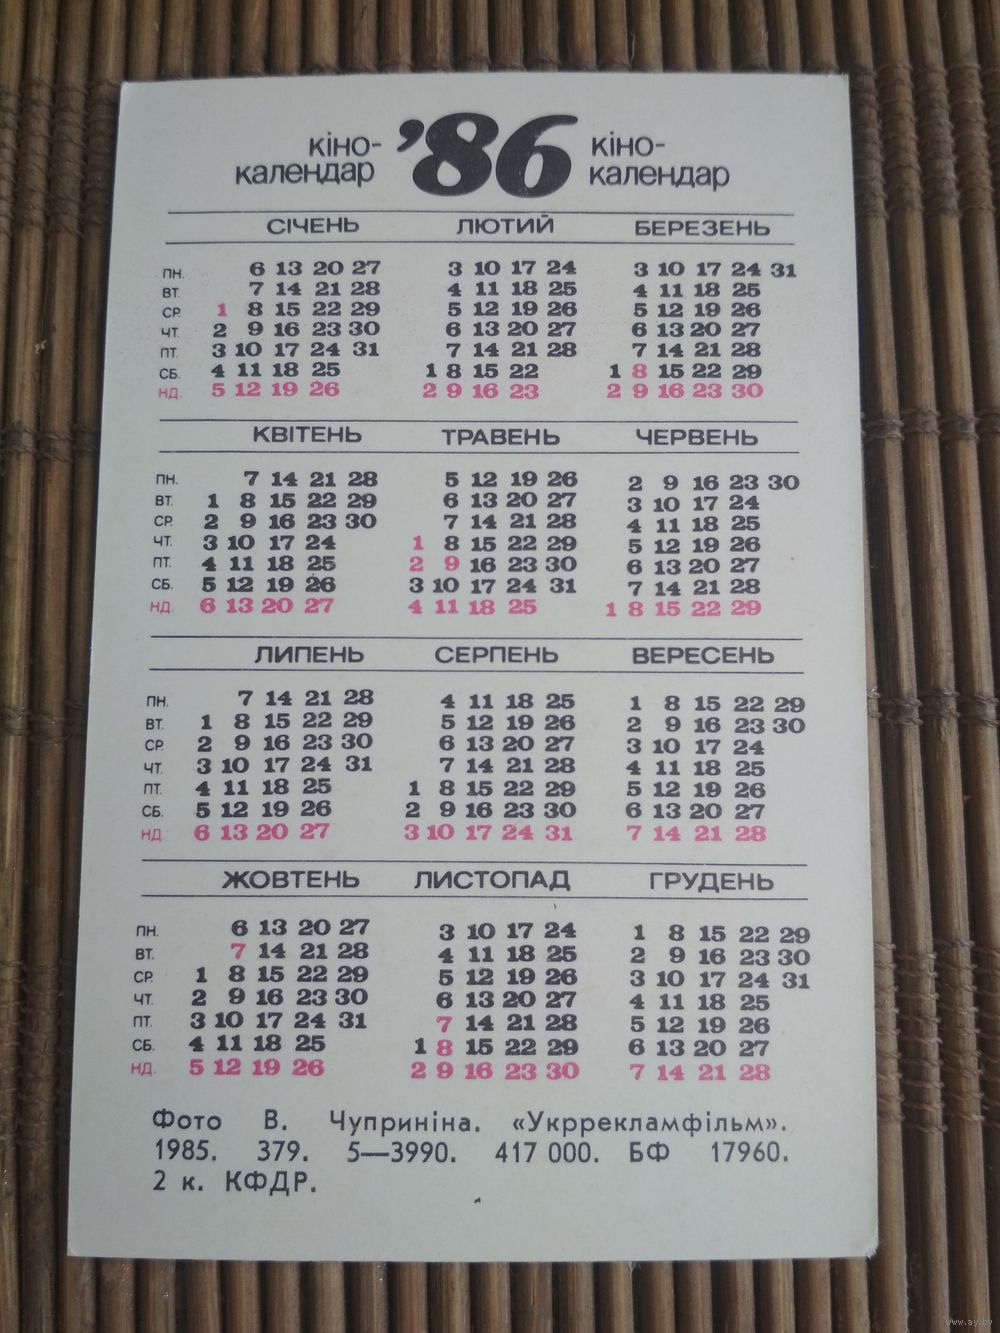 кіно-календар '86 кіно-календар
СІЧЕНЬ ЛЮТИЙ БЕРЕЗЕНЬ
ПН. 6 13 20 27 3 10 17 24 3 10 17 24 31
ВТ. 7 14 21 28 4 11 18 25 4 11 18 25
СР. 1 8 15 22 29 5 12 19 26 5 12 19 26
ЧТ. 2 9 16 23 30 6 13 20 27 6 13 20 27
ПТ. 3 10 17 24 31 7 14 21 28 7 14 21 28
СБ. 4 11 18 25 1 8 15 22 1 8 15 22 29
НД. 5 12 19 26 2 9 16 23 2 9 16 23 30
КВІТЕНЬ ТРАВЕНЬ ЧЕРВЕНЬ
ПН. 7 14 21 28 5 12 19 26 2 9 16 23 30
ВТ. 1 8 15 22 29 6 13 20 27 3 10 17 24
СР. 2 9 16 23 30 7 14 21 28 4 11 18 25
ЧТ. 3 10 17 24 1 8 15 22 29 5 12 19 26
ПТ. 4 11 18 25 2 9 16 23 30 6 13 20 27
СБ. 5 12 19 26 3 10 17 24 31 7 14 21 28
НД. 6 13 20 27 4 11 18 25 1 8 15 22 29
ЛИПЕНЬ СЕРПЕНЬ ВЕРЕСЕНЬ
ПН. 7 14 21 28 4 11 18 25 1 8 15 22 29
ВТ. 1 8 15 22 29 5 12 19 26 2 9 16 23 30
СР. 2 9 16 23 30 6 13 20 27 3 10 17 24
ЧТ. 3 10 17 24 31 7 14 21 28 4 11 18 25
ПТ. 4 11 18 25 1 8 15 22 29 5 12 19 26
СБ. 5 12 19 26 2 9 16 23 30 6 13 20 27
НД. 6 13 20 27 3 10 17 24 31 7 14 21 28
ЖОВТЕНЬ ЛИСТОПАД ГРУДЕНЬ
ПН. 6 13 20 27 3 10 17 24 1 8 15 22 29
ВТ. 7 14 21 28 4 11 18 25 2 9 16 23 30
СР. 1 8 15 22 29 5 12 19 26 3 10 17 24 31
ЧТ. 2 9 16 23 30 6 13 20 27 4 11 18 25
ПТ. 3 10 17 24 31 7 14 21 28 5 12 19 26
СБ. 4 11 18 25 1 8 15 22 29 6 13 20 27
НД. 5 12 19 26 2 9 16 23 30 7 14 21 28
Фото В. Чуприніна. «Укррекламфільм».
1985. 379. 5—3990. 417 000. БФ 17960.
2 к. КФДР.
www.ay.by